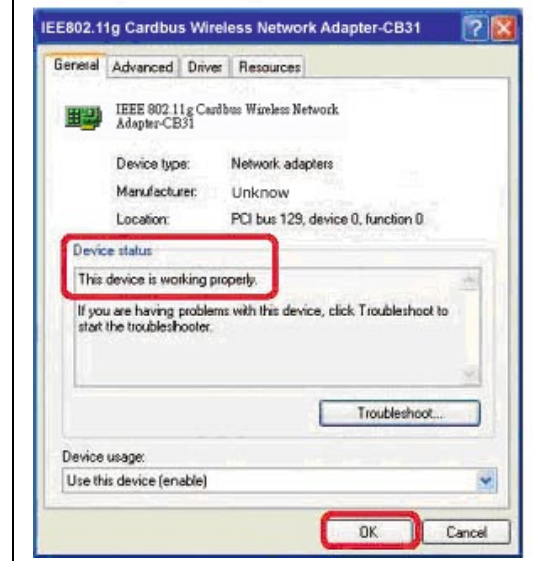 IEE802.11g Cardbus Wireless Network Adapter-CB31
General Advanced Driver Resources
IEEE 802.11g Cardbus Wireless Network
Adapter-CB31
Device type: Network adapters
Manufacturer: Unknow
Location: PCI bus 129, device 0, function 0
Device status
This device is working properly.
If you are having problems with this device, click Troubleshoot to
start the troubleshooter.
Troubleshoot...
Device usage:
Use this device (enable)
OK Cancel